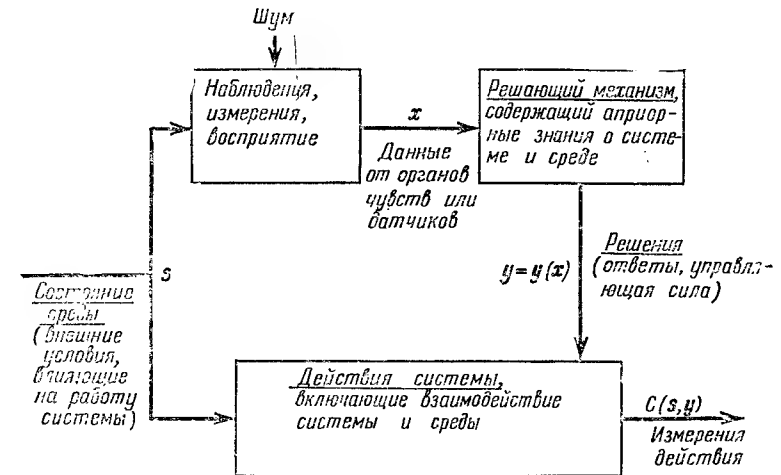 Шум
Наблюдения,
измерения,
восприятие
x
Данные
от органов
чувств или
датчиков
Решающий механизм,
содержащий априор-
ные знания о систе-
ме и среде
s
Состояние
среды
(внешние
условия,
влияющие
на работу
системы)
y=y(x)
Решения
(ответы, управля-
ющая сила)
Действия системы,
включающие взаимодействие
системы и среды
C(s,y)
Измерения
действия